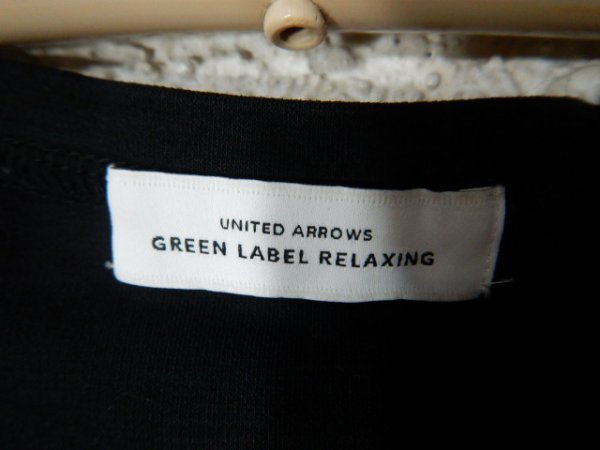 UNITED ARROWS
GREEN LABEL RELAXING